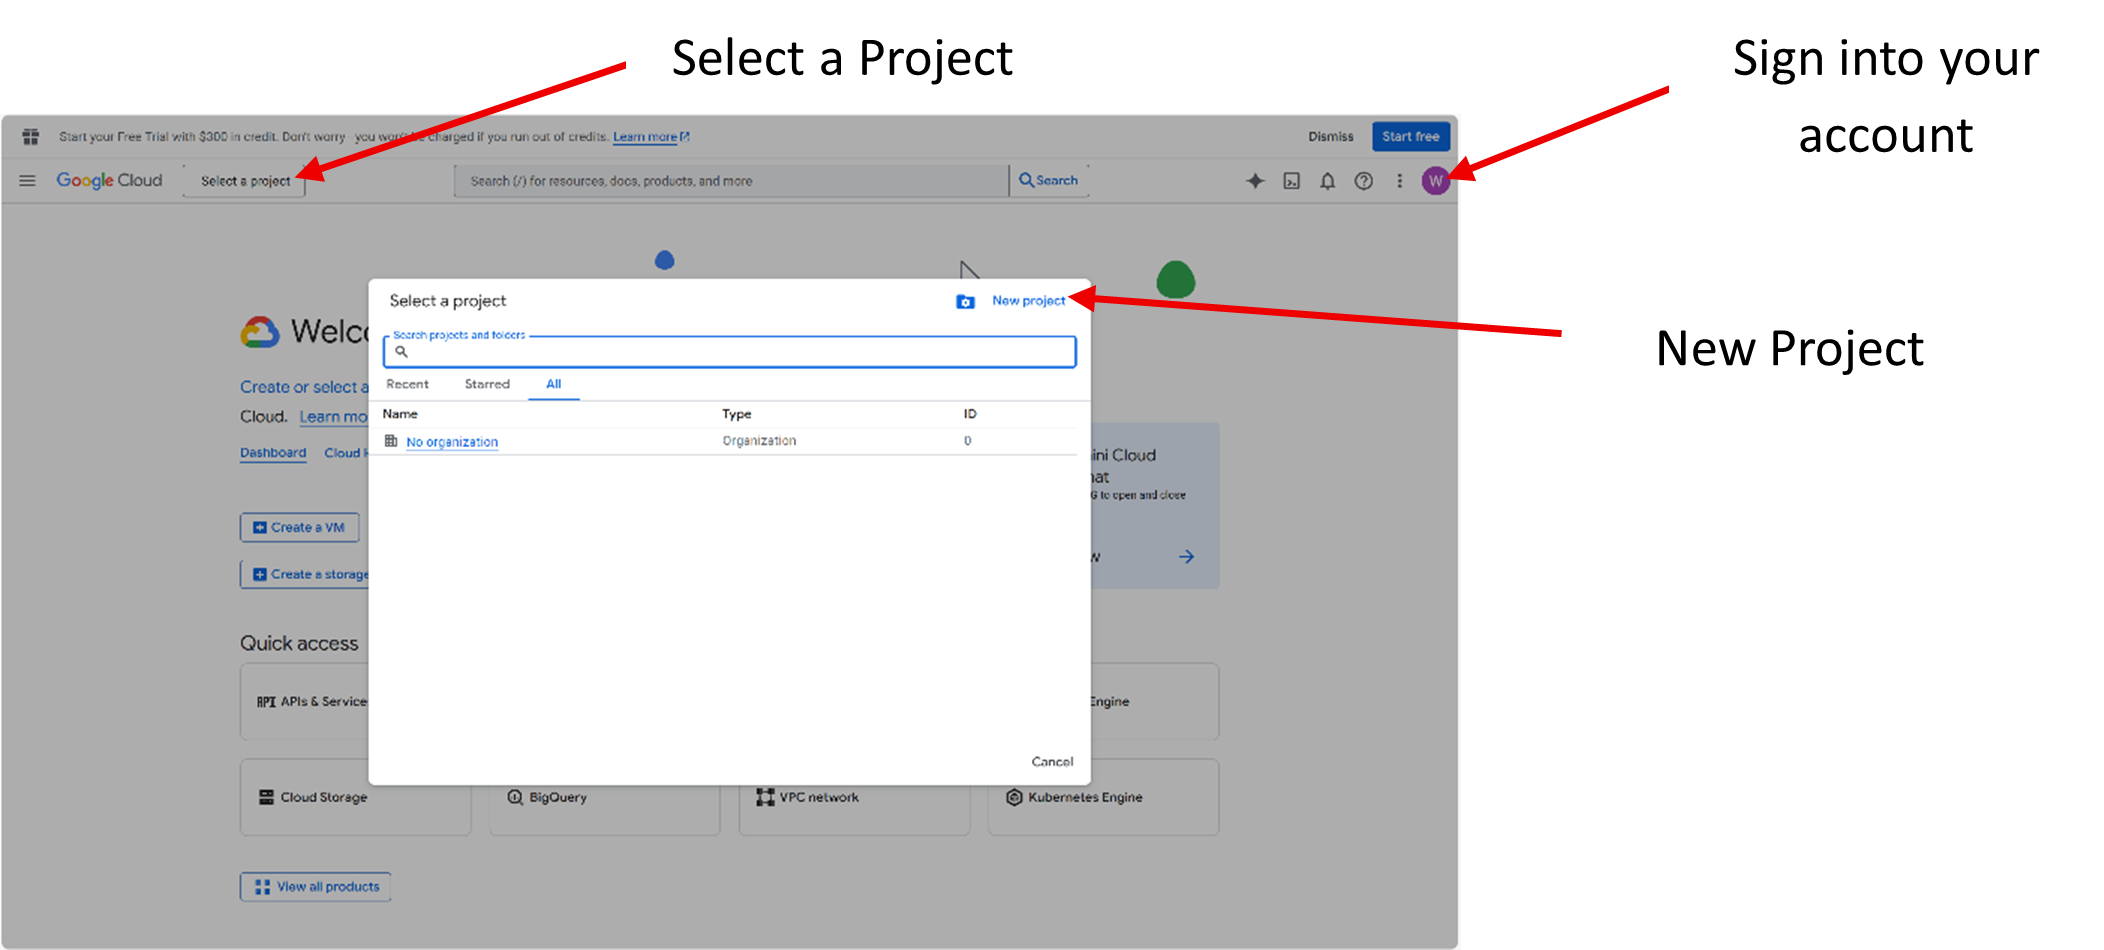 Select a Project
Sign into your
account
Start your Free Trial with $300 in credit. Don't worry you won't be charged if you run out of credits. Learn more
Dismiss
Start free
Google Cloud
Select a project
Search (/) for resources, docs, products, and more
Search
W
Select a project
New project
New Project
Search projects and folders
Recent
Starred
All
Name
Type
ID
No organization
Organization
0
Welco
Create or select a
Cloud. Learn mo
Dashboard
Cloud
ini Cloud
hat
G to open and close
Create a VM
Create a storage
w
Quick access
API APIs & Service
Engine
Cancel
Cloud Storage
BigQuery
VPC network
Kubernetes Engine
View all products